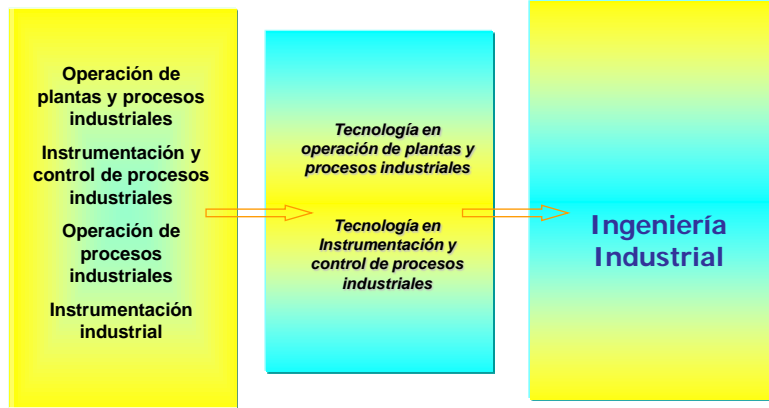 Operación de
plantas y procesos
industriales
Instrumentación y
control de procesos
industriales
Operación de
procesos
industriales
Instrumentación
industrial
Tecnología en
operación de plantas y
procesos industriales
Tecnología en
Instrumentación y
control de procesos
industriales
Ingeniería
Industrial